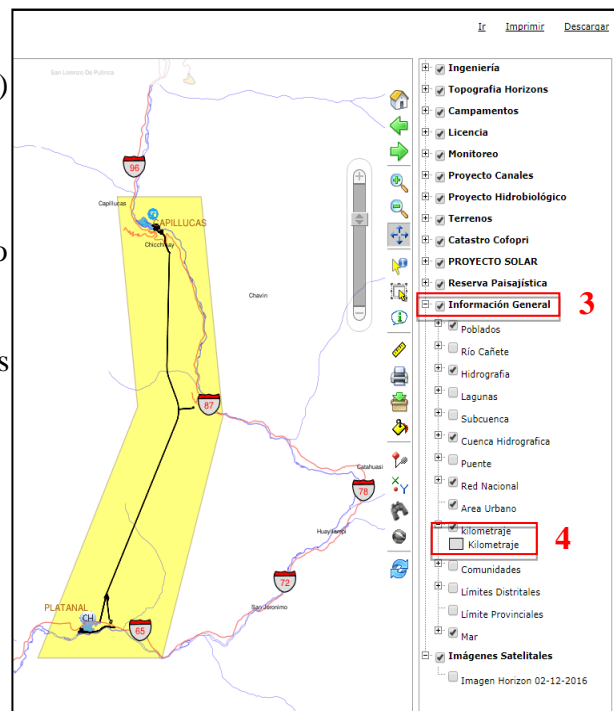 Ir Imprimir Descargar
San Lorenzo De Putinca
)
o
s
96
Capillucas
CAPILLUCAS
Chicchicay
Chavin
87
Catahuasi
78
Huayllampi
72
San Jeronimo
PLATANAL
CH
65
Ingeniería
Topografia Horizons
Campamentos
Licencia
Monitoreo
Proyecto Canales
Proyecto Hidrobiológico
Terrenos
Catastro Cofopri
PROYECTO SOLAR
Reserva Paisajística
Información General
3
Poblados
Río Cañete
Hidrografia
Lagunas
Subcuenca
Cuenca Hidrografica
Puente
Red Nacional
Area Urbano
kilometraje
Kilometraje
4
Comunidades
Límites Distritales
Límite Provinciales
Mar
Imágenes Satelitales
Imagen Horizon 02-12-2016